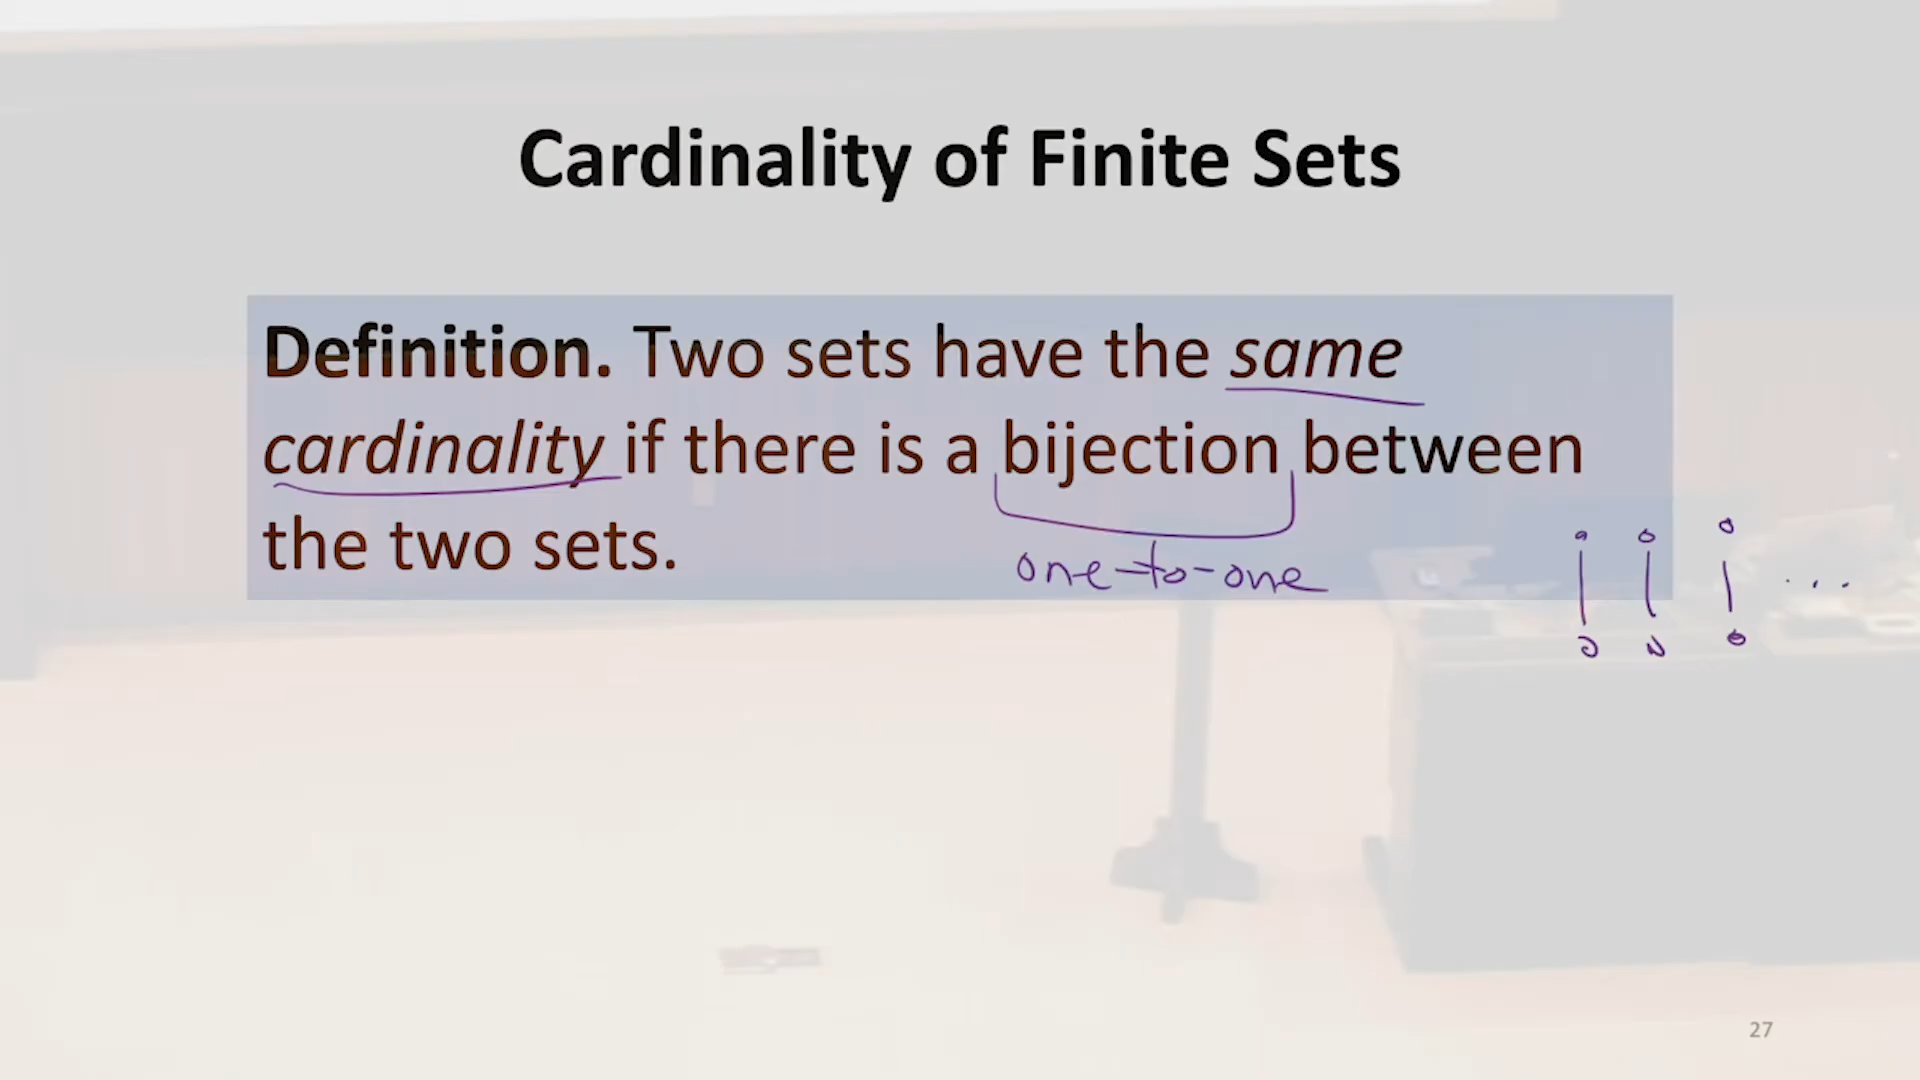 Cardinality of Finite Sets
Definition. Two sets have the same
cardinality if there is a bijection between
the two sets.
one-to-one
...
27